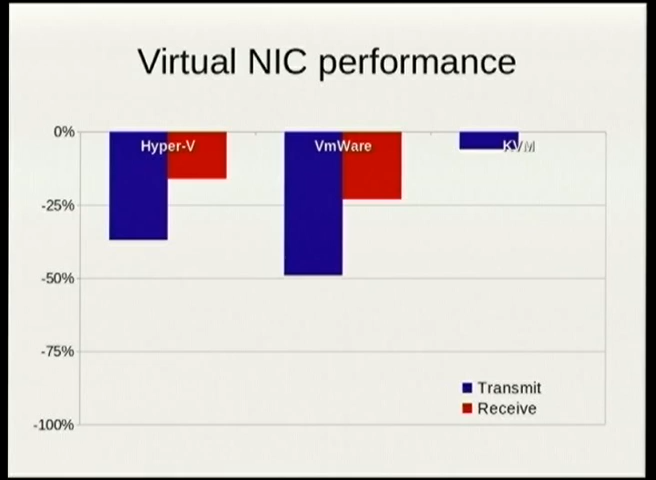 Virtual NIC performance
0%
Hyper-V
VmWare
KVM
-25%
-50%
-75%
Transmit
Receive
-100%